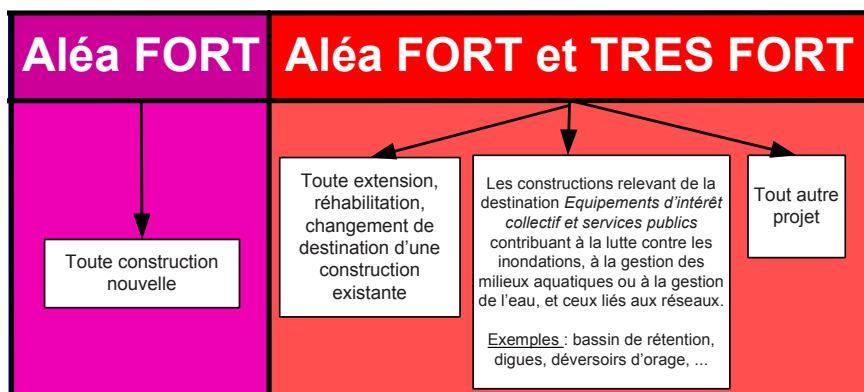 Aléa FORT
Aléa FORT et TRES FORT
Toute construction
nouvelle
Toute extension,
réhabilitation,
changement de
destination d’une
construction
existante
Les constructions relevant de la
destination Equipements d’intérêt
collectif et services publics
contribuant à la lutte contre les
inondations, à la gestion des
milieux aquatiques ou à la gestion
de l’eau, et ceux liés aux réseaux.
Exemples : bassin de rétention,
digues, déversoirs d’orage, ...
Tout autre
projet